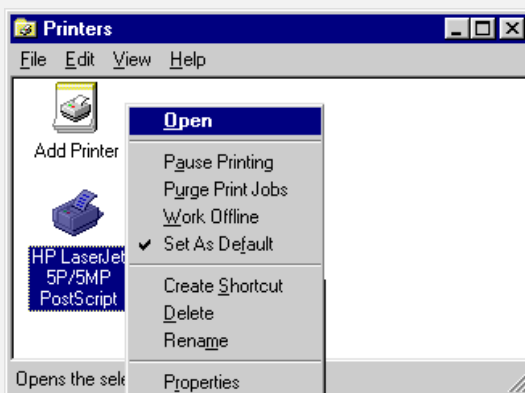 Printers
File Edit View Help
Add Printer
HP LaserJet
5P/5MP
PostScript
Open
Pause Printing
Purge Print Jobs
Work Offline
Set As Default
Create Shortcut
Delete
Rename
Properties
Opens the sele